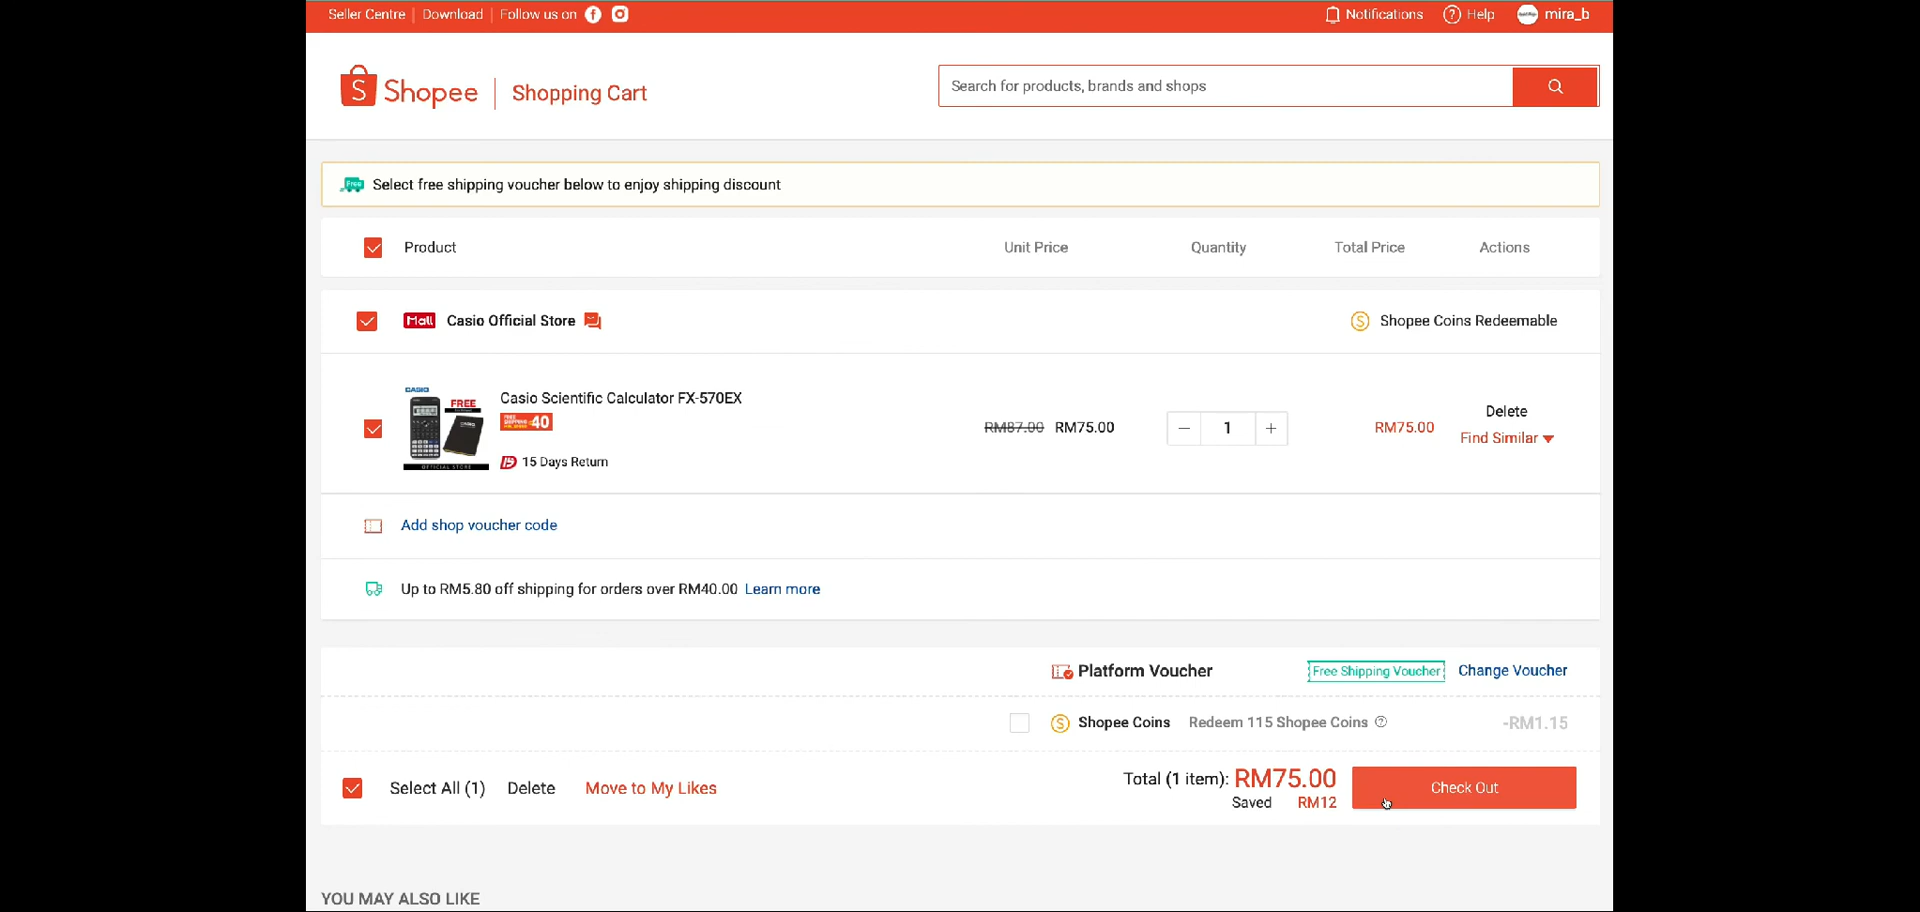 Seller Centre | Download | Follow us on
Notifications Help mira_b
Shopee | Shopping Cart
Search for products, brands and shops
Free Select free shipping voucher below to enjoy shipping discount
Product Unit Price Quantity Total Price Actions
Mall Casio Official Store Shopee Coins Redeemable
CASIO
FREE
OFFICIAL STORE
Casio Scientific Calculator FX-570EX
40
15 Days Return
RM87.00 RM75.00 1 RM75.00
Delete
Find Similar
Add shop voucher code
Up to RM5.80 off shipping for orders over RM40.00 Learn more
Platform Voucher Free Shipping Voucher Change Voucher
Shopee Coins Redeem 115 Shopee Coins -RM1.15
Select All (1) Delete Move to My Likes Total (1 item): RM75.00 Check Out
Saved RM12
YOU MAY ALSO LIKE